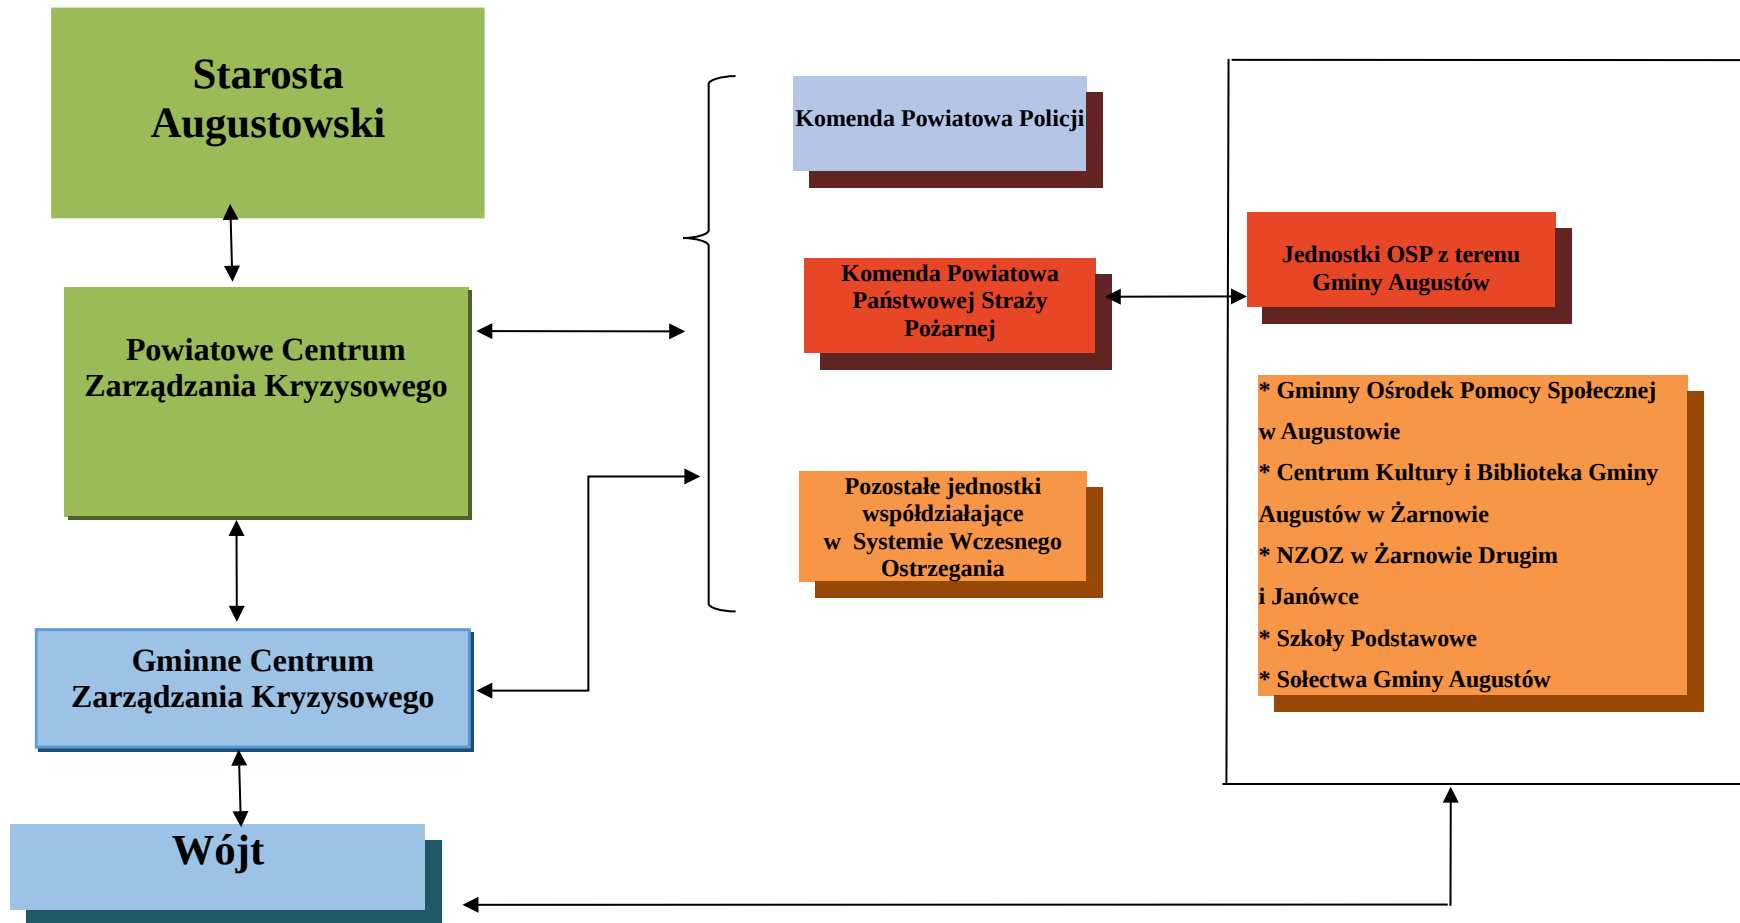 Starosta
Augustowski
Powiatowe Centrum
Zarządzania Kryzysowego
Gminne Centrum
Zarządzania Kryzysowego
Wójt
Komenda Powiatowa Policji
Komenda Powiatowa
Państwowej Straży
Pożarnej
Pozostałe jednostki
współdziałające
w  Systemie Wczesnego
Ostrzegania
Jednostki OSP z terenu
Gminy Augustów
* Gminny Ośrodek Pomocy Społecznej
w Augustowie
* Centrum Kultury i Biblioteka Gminy
Augustów w Żarnowie
* NZOZ w Żarnowie Drugim
i Janówce
* Szkoły Podstawowe
* Sołectwa Gminy Augustów